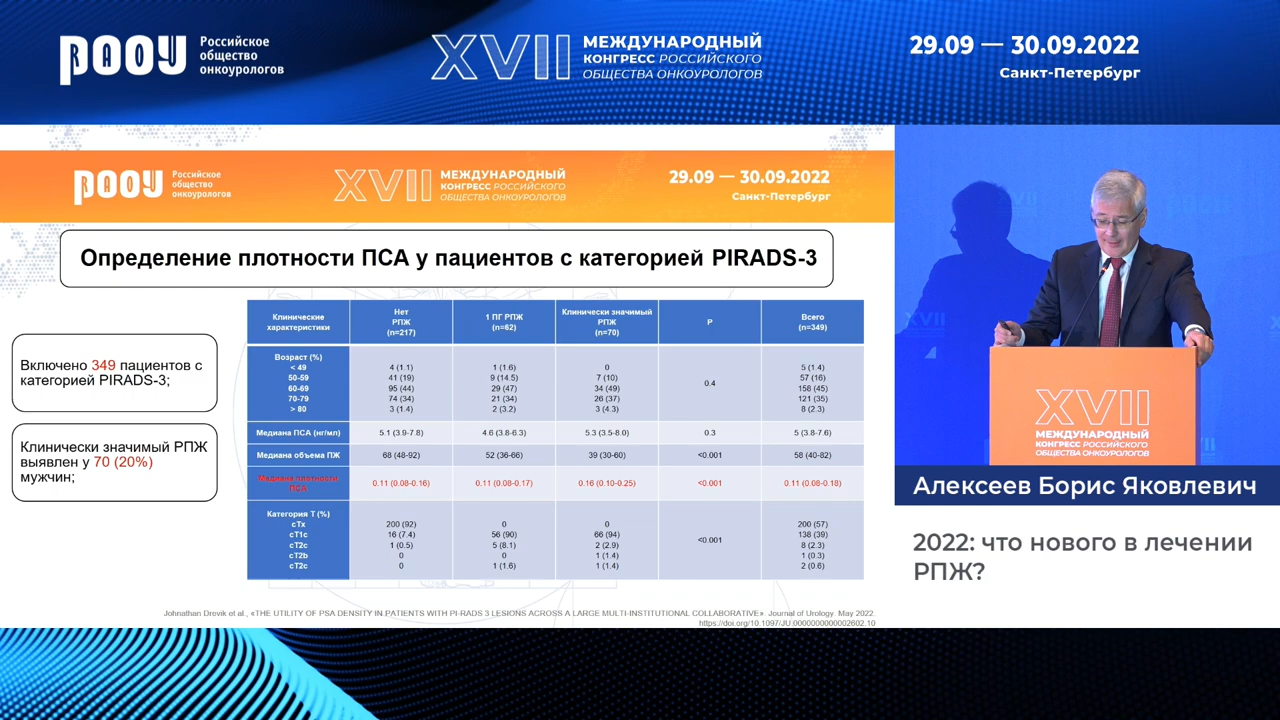 РАОУ
Российское
общество
онкоурологов
XVII
МЕЖДУНАРОДНЫЙ
КОНГРЕСС РОССИЙСКОГО
ОБЩЕСТВА ОНКОУРОЛОГОВ
29.09 — 30.09.2022
Санкт-Петербург
РАОУ
Российское
общество
онкоурологов
XVII
МЕЖДУНАРОДНЫЙ
КОНГРЕСС РОССИЙСКОГО
ОБЩЕСТВА ОНКОУРОЛОГОВ
29.09 — 30.09.2022
Санкт-Петербург
Определение плотности ПСА у пациентов с категорией PIRADS-3
Включено 349 пациентов с
категорией PIRADS-3;
Клинически значимый РПЖ
выявлен у 70 (20%)
мужчин;
Клинические характеристики Нет РПЖ (n=217) 1 ПГ РПЖ (n=62) Клинически значимый РПЖ (n=70) P Всего (n=349)
Возраст (%)
< 49 4 (1.1) 1 (1.6) 0 5 (1.4)
50-59 41 (19) 9 (14.5) 7 (10) 57 (16)
60-69 95 (44) 29 (47) 34 (49) 0.4 158 (45)
70-79 74 (34) 21 (34) 26 (37) 121 (35)
> 80 3 (1.4) 2 (3.2) 3 (4.3) 8 (2.3)
Медиана ПСА (нг/мл) 5.1 (3.9-7.8) 4.6 (3.8-6.3) 5.3 (3.5-8.0) 0.3 5 (3.8-7.6)
Медиана объема ПЖ 68 (48-92) 52 (36-66) 39 (30-60) <0.001 58 (40-82)
Медиана плотности ПСА 0.11 (0.08-0.16) 0.11 (0.08-0.17) 0.16 (0.10-0.25) <0.001 0.11 (0.08-0.18)
Категория Т (%)
cTx 200 (92) 0 0 200 (57)
cT1c 16 (7.4) 56 (90) 66 (94) 138 (39)
cT2c 1 (0.5) 5 (8.1) 2 (2.9) <0.001 8 (2.3)
cT2b 0 0 1 (1.4) 1 (0.3)
cT2c 0 1 (1.6) 1 (1.4) 2 (0.6)
Johnathan Drevik et al., «THE UTILITY OF PSA DENSITY IN PATIENTS WITH PI-RADS 3 LESIONS ACROSS A LARGE MULTI-INSTITUTIONAL COLLABORATIVE». Journal of Urology. May 2022.
https://doi.org/10.1097/JU.0000000000002602.10
XVII
МЕЖДУНАРОДНЫЙ
КОНГРЕСС РОССИЙСКОГО
ОБЩЕСТВА ОНКОУРОЛОГОВ
Алексеев Борис Яковлевич
2022: что нового в лечении
РПЖ?